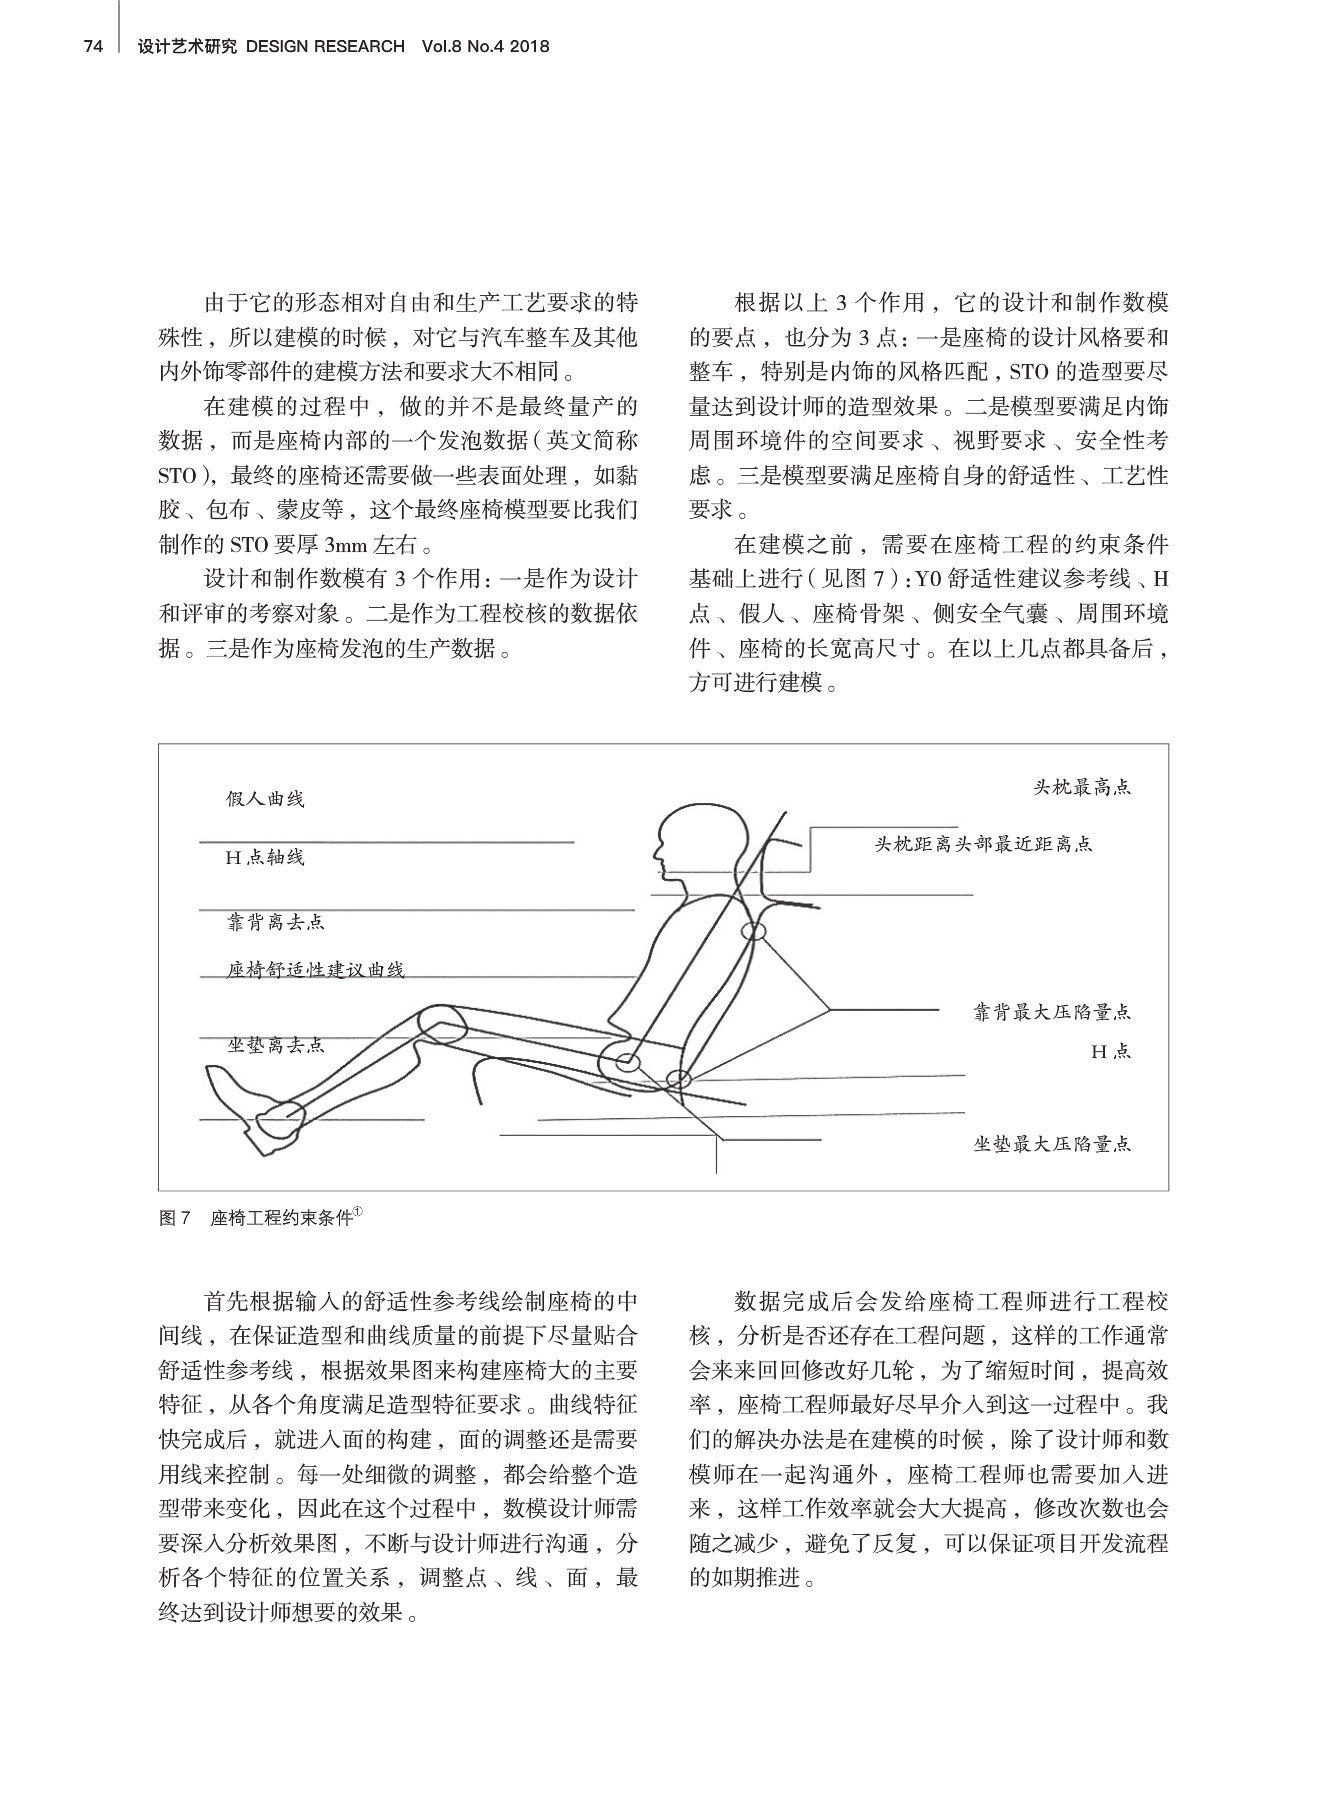 74 设计艺术研究 DESIGN RESEARCH Vol.8 No.4 2018
由于它的形态相对自由和生产工艺要求的特
殊性，所以建模的时候，对它与汽车整车及其他
内外饰零部件的建模方法和要求大不相同。
在建模的过程中，做的并不是最终量产的
数据，而是座椅内部的一个发泡数据（英文简称
STO），最终的座椅还需要做一些表面处理，如黏
胶、包布、蒙皮等，这个最终座椅模型要比我们
制作的 STO 要厚 3mm 左右。
设计和制作数模有 3 个作用：一是作为设计
和评审的考察对象。二是作为工程校核的数据依
据。三是作为座椅发泡的生产数据。
根据以上 3 个作用，它的设计和制作数模
的要点，也分为 3 点：一是座椅的设计风格要和
整车，特别是内饰的风格匹配，STO 的造型要尽
量达到设计师的造型效果。二是模型要满足内饰
周围环境件的空间要求、视野要求、安全性考
虑。三是模型要满足座椅自身的舒适性、工艺性
要求。
在建模之前，需要在座椅工程的约束条件
基础上进行（见图 7）：Y0 舒适性建议参考线、H
点、假人、座椅骨架、侧安全气囊、周围环境
件、座椅的长宽高尺寸。在以上几点都具备后，
方可进行建模。
假人曲线
H 点轴线
靠背离去点
座椅舒适性建议曲线
坐垫离去点
头枕最高点
头枕距离头部最近距离点
靠背最大压陷量点
H 点
坐垫最大压陷量点
图 7 座椅工程约束条件①
首先根据输入的舒适性参考线绘制座椅的中
间线，在保证造型和曲线质量的前提下尽量贴合
舒适性参考线，根据效果图来构建座椅大的主要
特征，从各个角度满足造型特征要求。曲线特征
快完成后，就进入面的构建，面的调整还是需要
用线来控制。每一处细微的调整，都会给整个造
型带来变化，因此在这个过程中，数模设计师需
要深入分析效果图，不断与设计师进行沟通，分
析各个特征的位置关系，调整点、线、面，最
终达到设计师想要的效果。
数据完成后会发给座椅工程师进行工程校
核，分析是否还存在工程问题，这样的工作通常
会来来回回修改好几轮，为了缩短时间，提高效
率，座椅工程师最好尽早介入到这一过程中。我
们的解决办法是在建模的时候，除了设计师和数
模师在一起沟通外，座椅工程师也需要加入进
来，这样工作效率就会大大提高，修改次数也会
随之减少，避免了反复，可以保证项目开发流程
的如期推进。